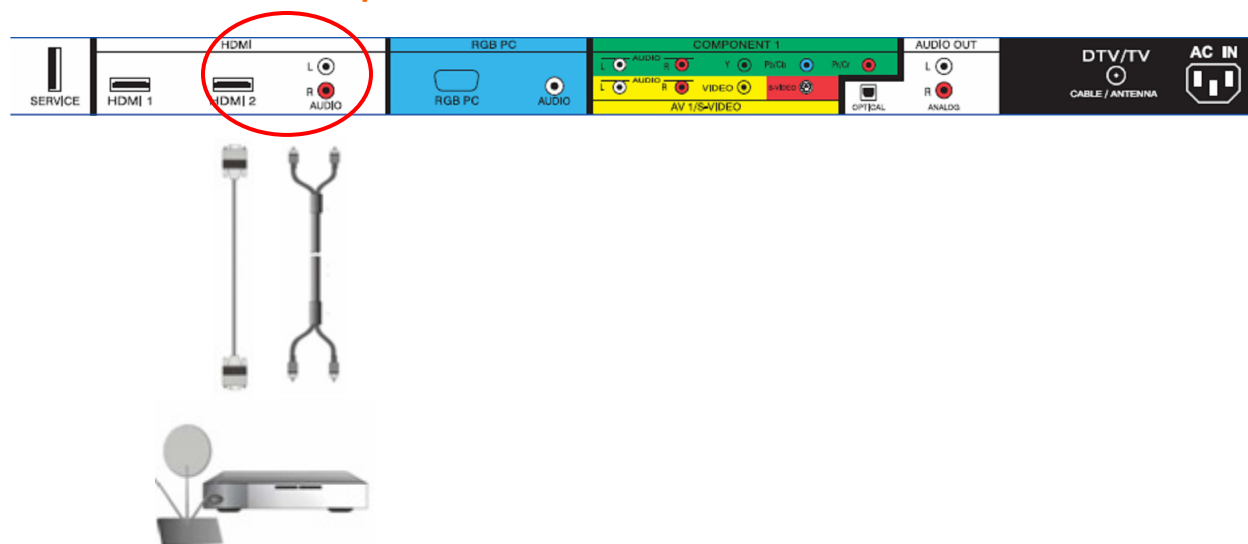 HDMI
SERVICE
HDMI 1
HDMI 2
L
R
AUDIO
RGB PC
RGB PC
AUDIO
COMPONENT 1
L AUDIO R Y Pb/Cb Pr/Cr
L AUDIO R VIDEO S-VIDEO
AV 1/S-VIDEO
OPTICAL
AUDIO OUT
L
R
ANALOG
DTV/TV
CABLE / ANTENNA
AC IN